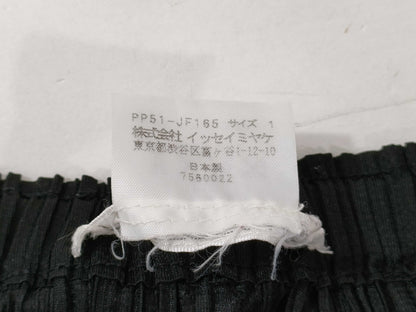 PP51-JF165 サイズ 1
株式会社 イッセイミヤケ
東京都渋谷区富ヶ谷1-12-10
日本製
7580022